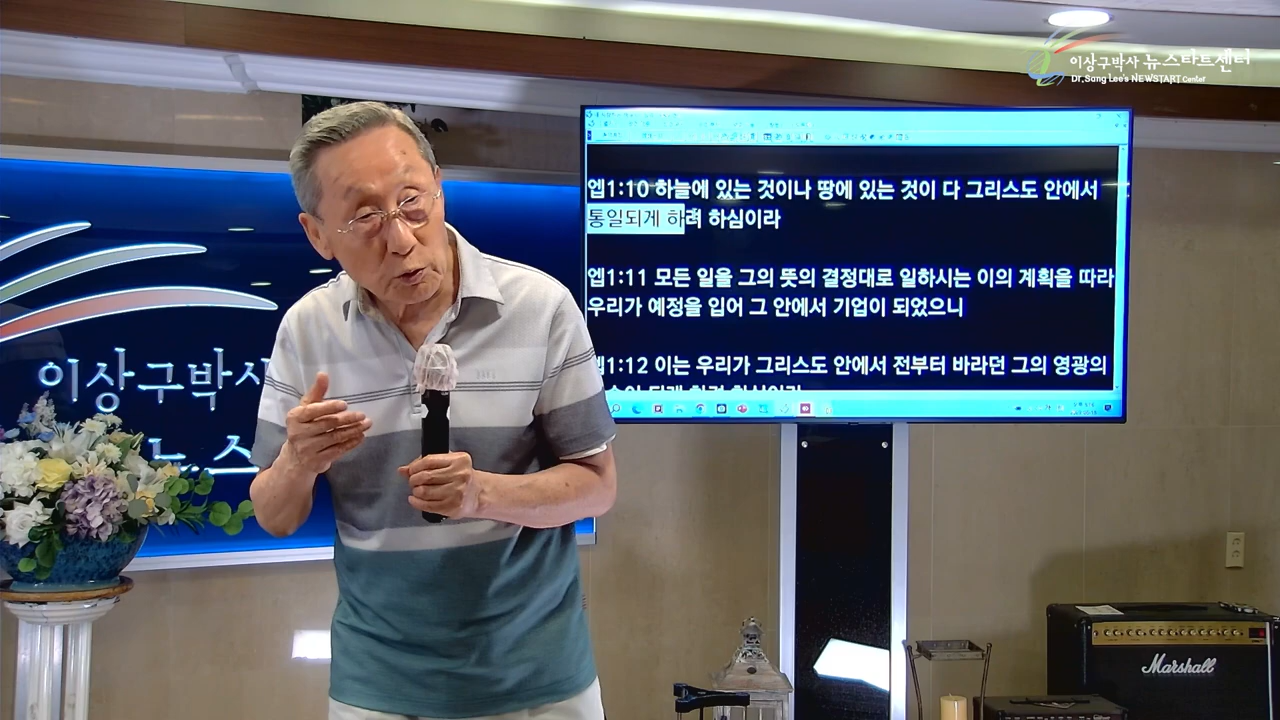 이상구박사 뉴스타트센터
Dr. Sang Lee's NEWSTART Center
엡1:10 하늘에 있는 것이나 땅에 있는 것이 다 그리스도 안에서
통일되게 하려 하심이라
엡1:11 모든 일을 그의 뜻의 결정대로 일하시는 이의 계획을 따라
우리가 예정을 입어 그 안에서 기업이 되었으니
엡1:12 이는 우리가 그리스도 안에서 전부터 바라던 그의 영광의
이상구박사
뉴스
Marshall